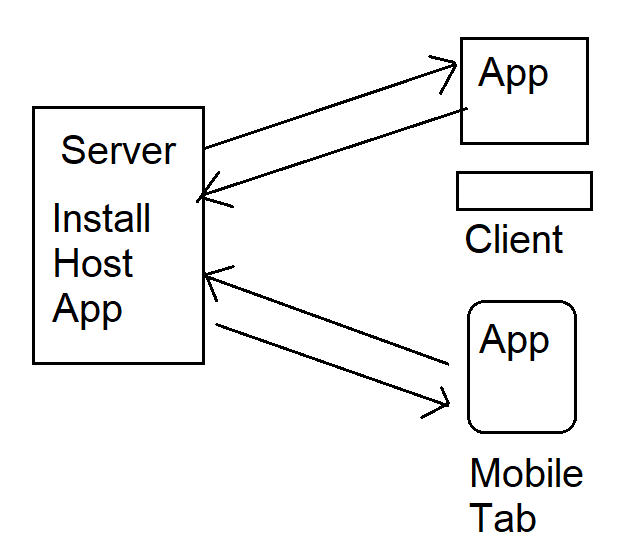 Server
Install
Host
App
App
Client
App
Mobile
Tab